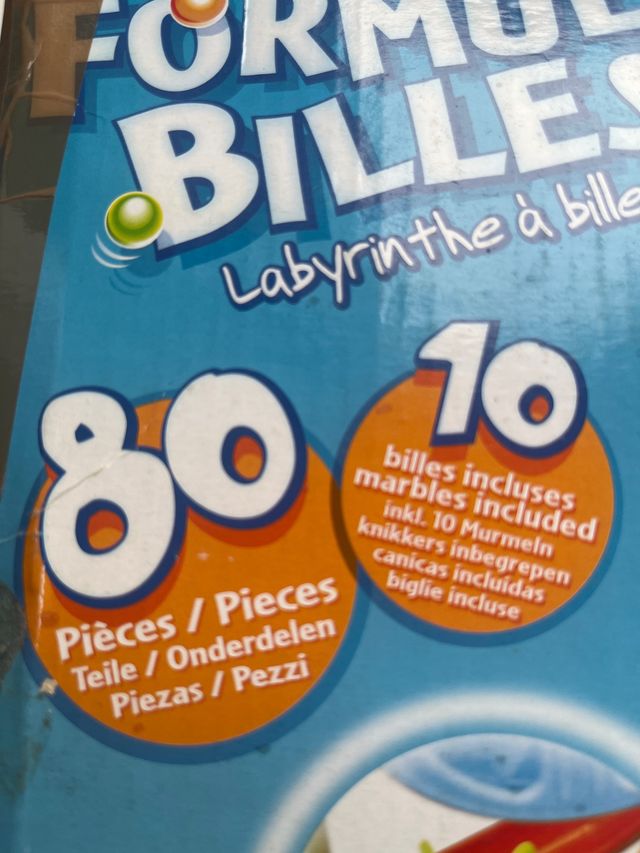 FORMUL
BILLES
Labyrinthe à bille
80
Pièces / Pieces
Teile / Onderdelen
Piezas / Pezzi
10
billes incluses
marbles included
inkl. 10 Murmeln
knikkers inbegrepen
canicas incluídas
biglie incluse